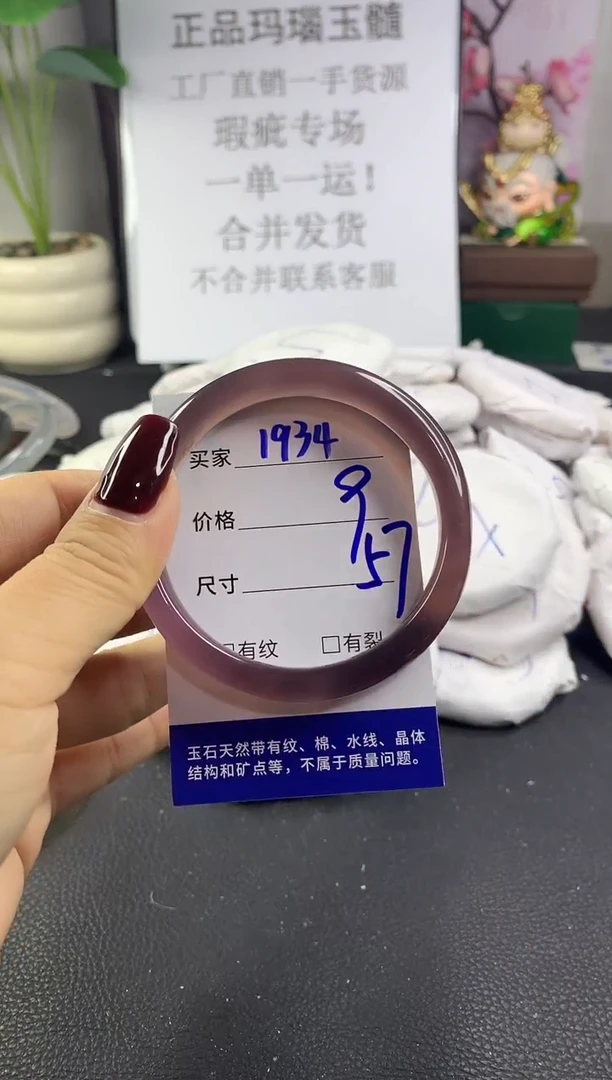 正品玛瑙玉髓
工厂直销一手货源
瑕疵专场
一单一运！
合并发货
不合并联系客服
买家 1934
价格 9
尺寸 57
□有纹 □有裂
玉石天然带有纹、棉、水线、晶体
结构和矿点等，不属于质量问题。
X